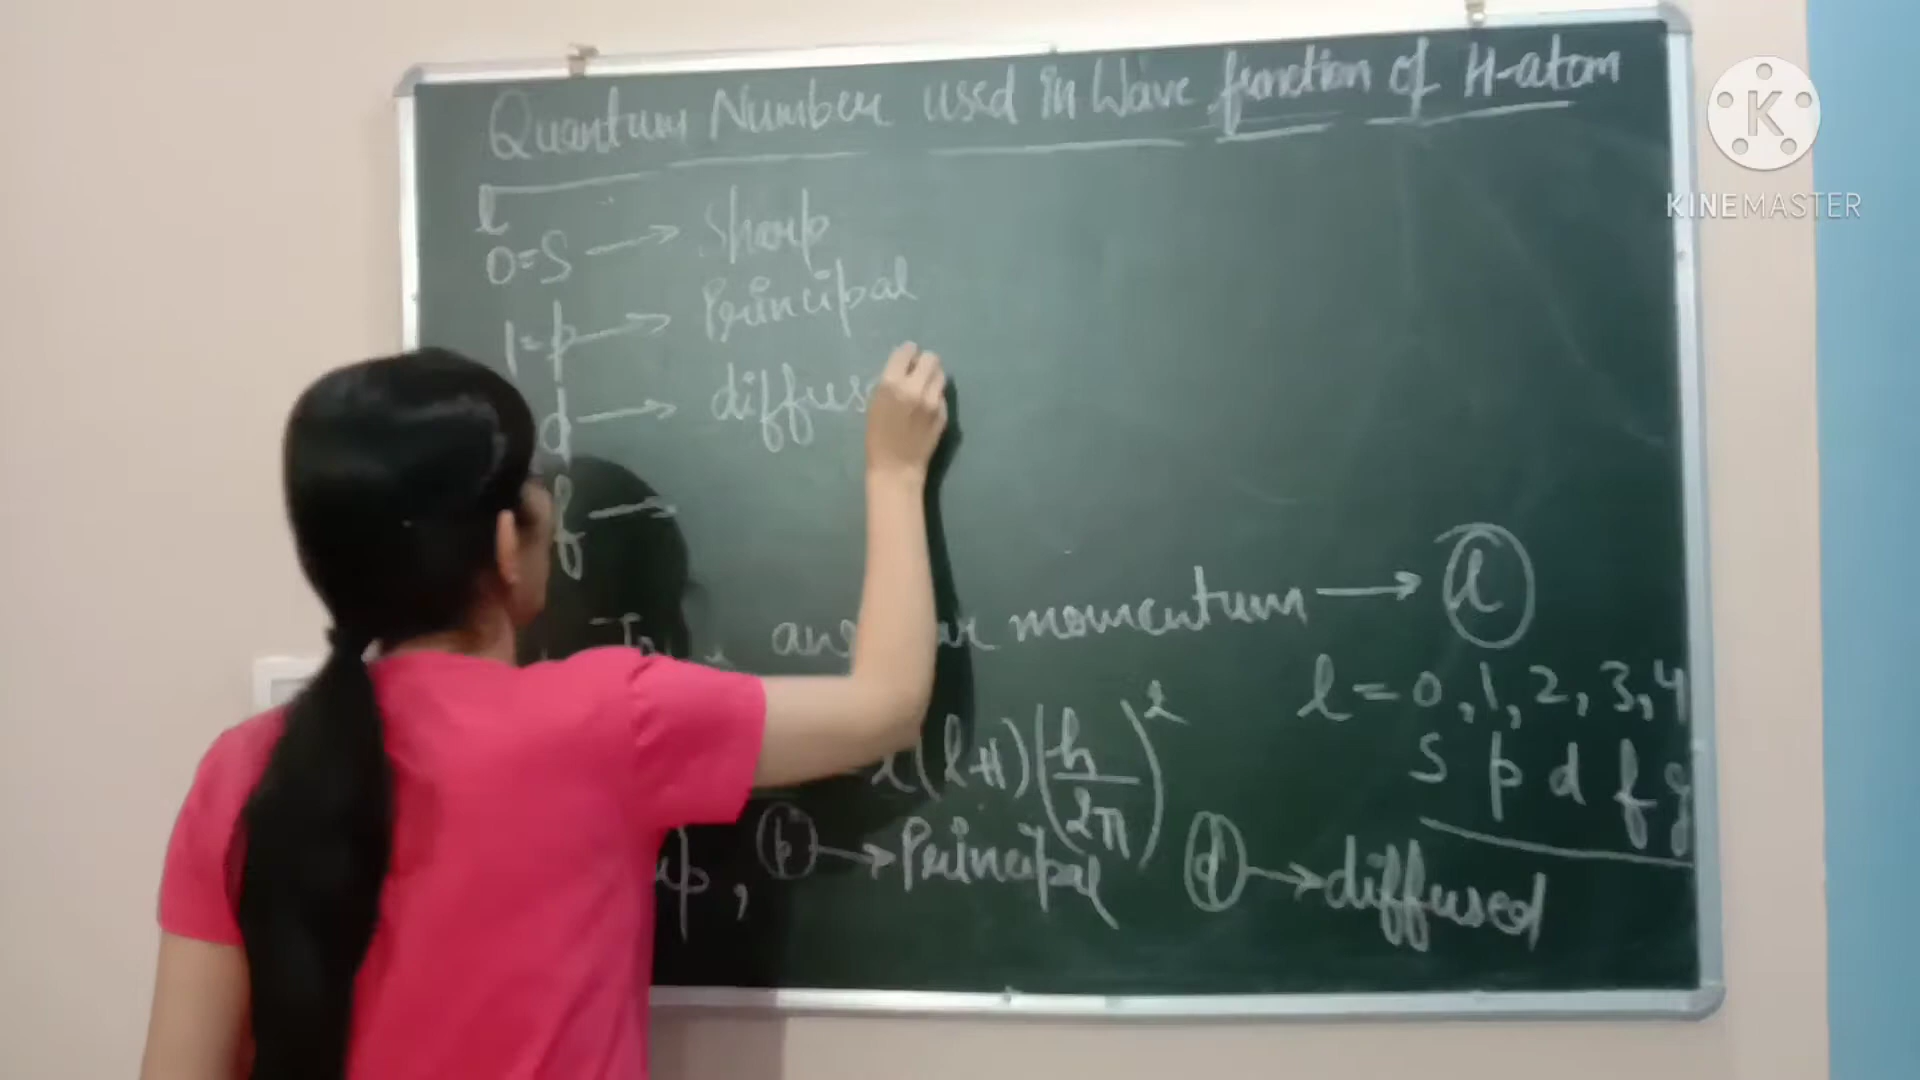 Quantum Number used in Wave function of H-atom
l
0=S → Sharp
1=p → Principal
d → diffus
f →
momentum → l
l = 0, 1, 2, 3, 4
S p d f g
l(l+1)(h/2π)²
p → Principal d → diffused
K
KINEMASTER